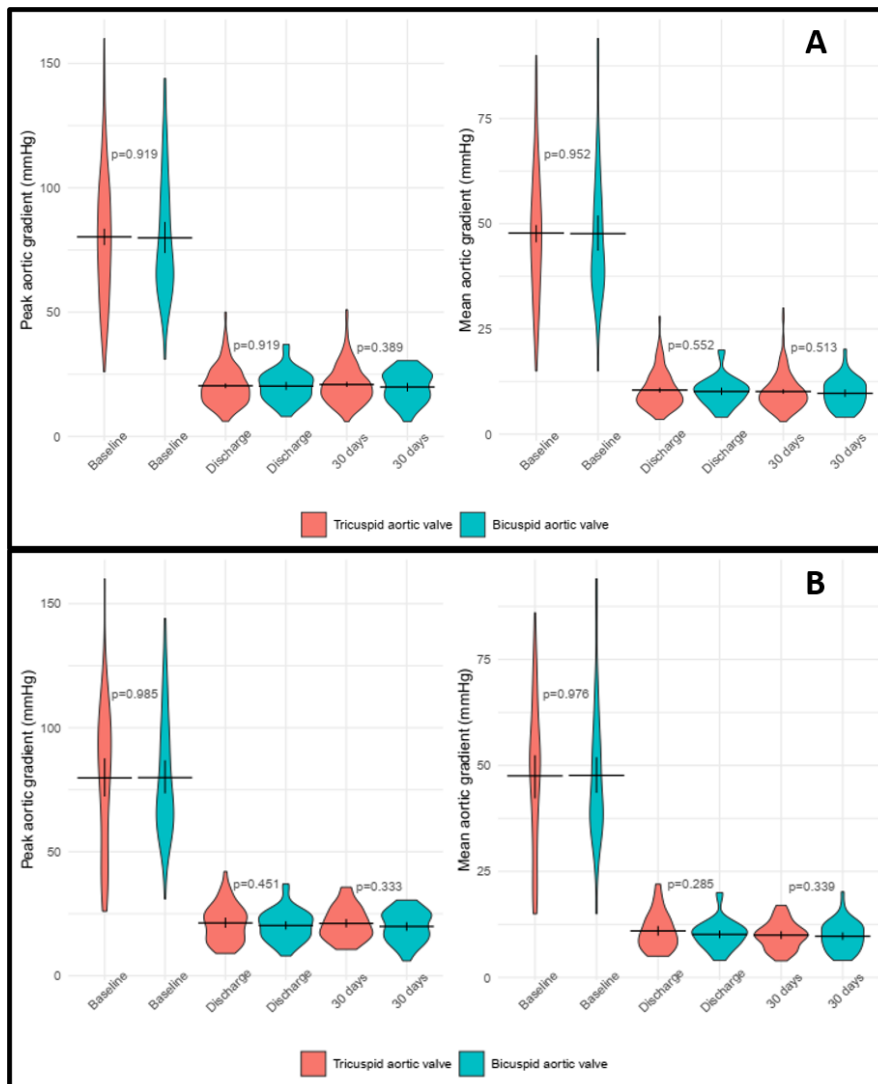 A
Peak aortic gradient (mmHg)
150
100
50
0
p=0.919
p=0.919
p=0.389
Baseline
Baseline
Discharge
Discharge
30 days
30 days
Mean aortic gradient (mmHg)
75
50
25
0
p=0.952
p=0.552
p=0.513
Baseline
Baseline
Discharge
Discharge
30 days
30 days
Tricuspid aortic valve Bicuspid aortic valve
B
Peak aortic gradient (mmHg)
150
100
50
0
p=0.985
p=0.451
p=0.333
Baseline
Baseline
Discharge
Discharge
30 days
30 days
Mean aortic gradient (mmHg)
75
50
25
0
p=0.976
p=0.285
p=0.339
Baseline
Baseline
Discharge
Discharge
30 days
30 days
Tricuspid aortic valve Bicuspid aortic valve